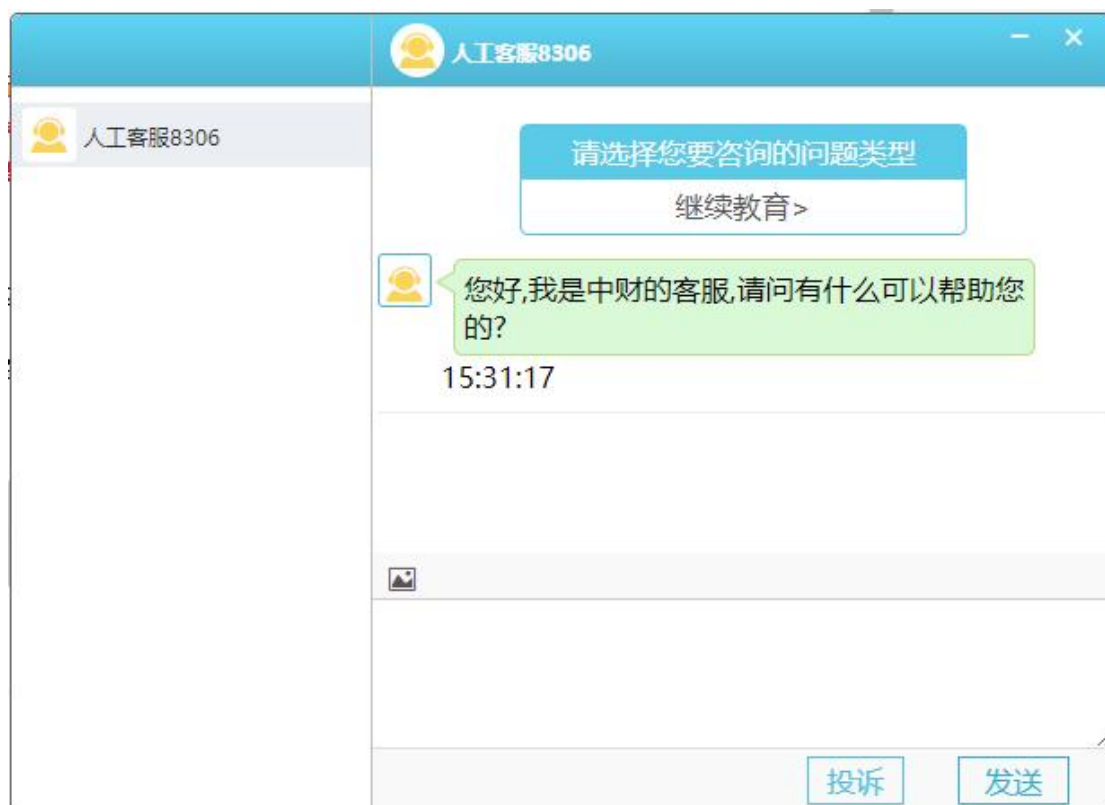 人工客服8306
人工客服8306
请选择您要咨询的问题类型
继续教育>
您好,我是中财的客服,请问有什么可以帮助您
的?
15:31:17
投诉
发送